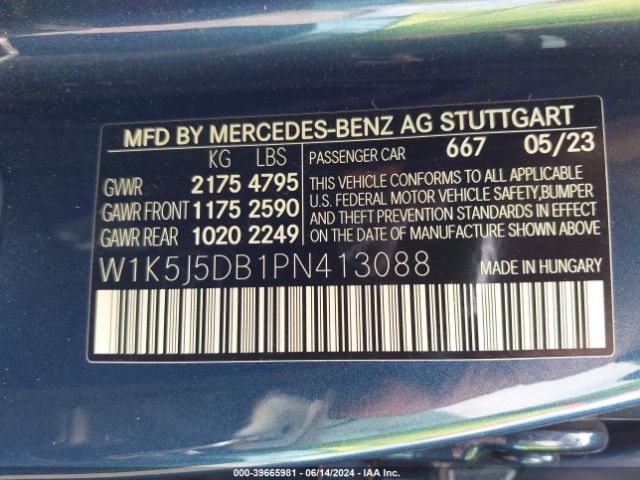 MFD BY MERCEDES-BENZ AG STUTTGART
KG LBS
GVWR 2175 4795
GAWR FRONT 1175 2590
GAWR REAR 1020 2249
PASSENGER CAR 667 05/23
THIS VEHICLE CONFORMS TO ALL APPLICABLE
U.S. FEDERAL MOTOR VEHICLE SAFETY,BUMPER
AND THEFT PREVENTION STANDARDS IN EFFECT
ON THE DATE OF MANUFACTURE SHOWN ABOVE
W1K5J5DB1PN413088
MADE IN HUNGARY
000-39665981 - 06/14/2024 - IAA Inc.